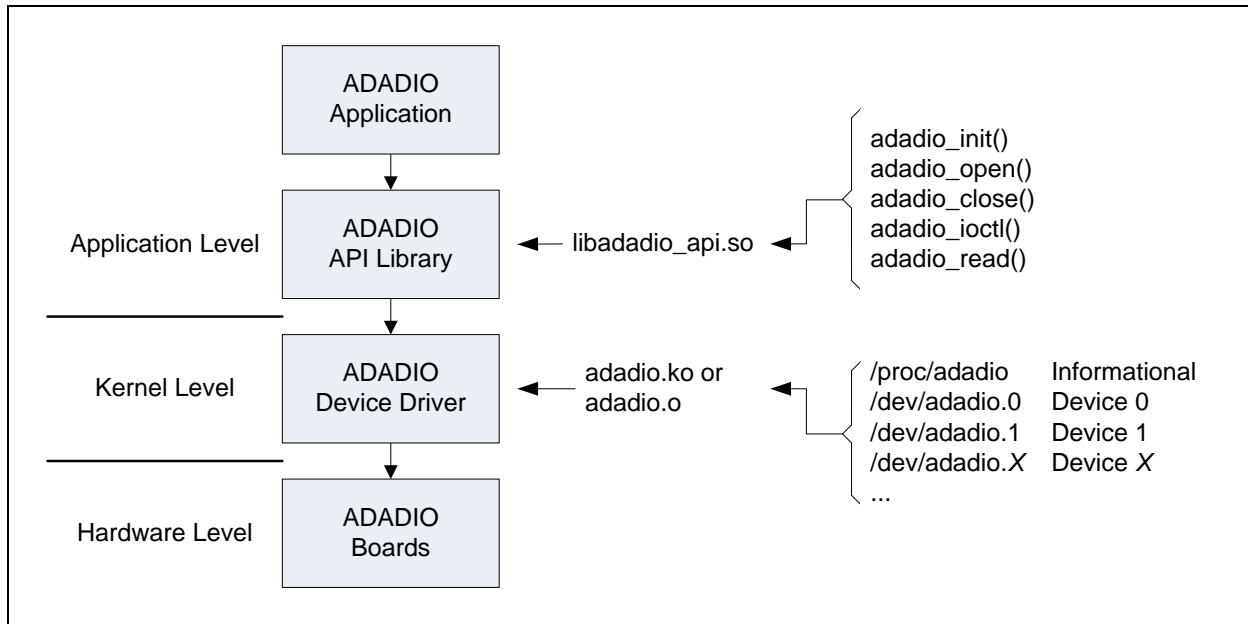 ADADIO
Application
Application Level
ADADIO
API Library
libadadio_api.so
adadio_init()
adadio_open()
adadio_close()
adadio_ioctl()
adadio_read()
Kernel Level
ADADIO
Device Driver
adadio.ko or
adadio.o
/proc/adadio Informational
/dev/adadio.0 Device 0
/dev/adadio.1 Device 1
/dev/adadio.X Device X
...
Hardware Level
ADADIO
Boards